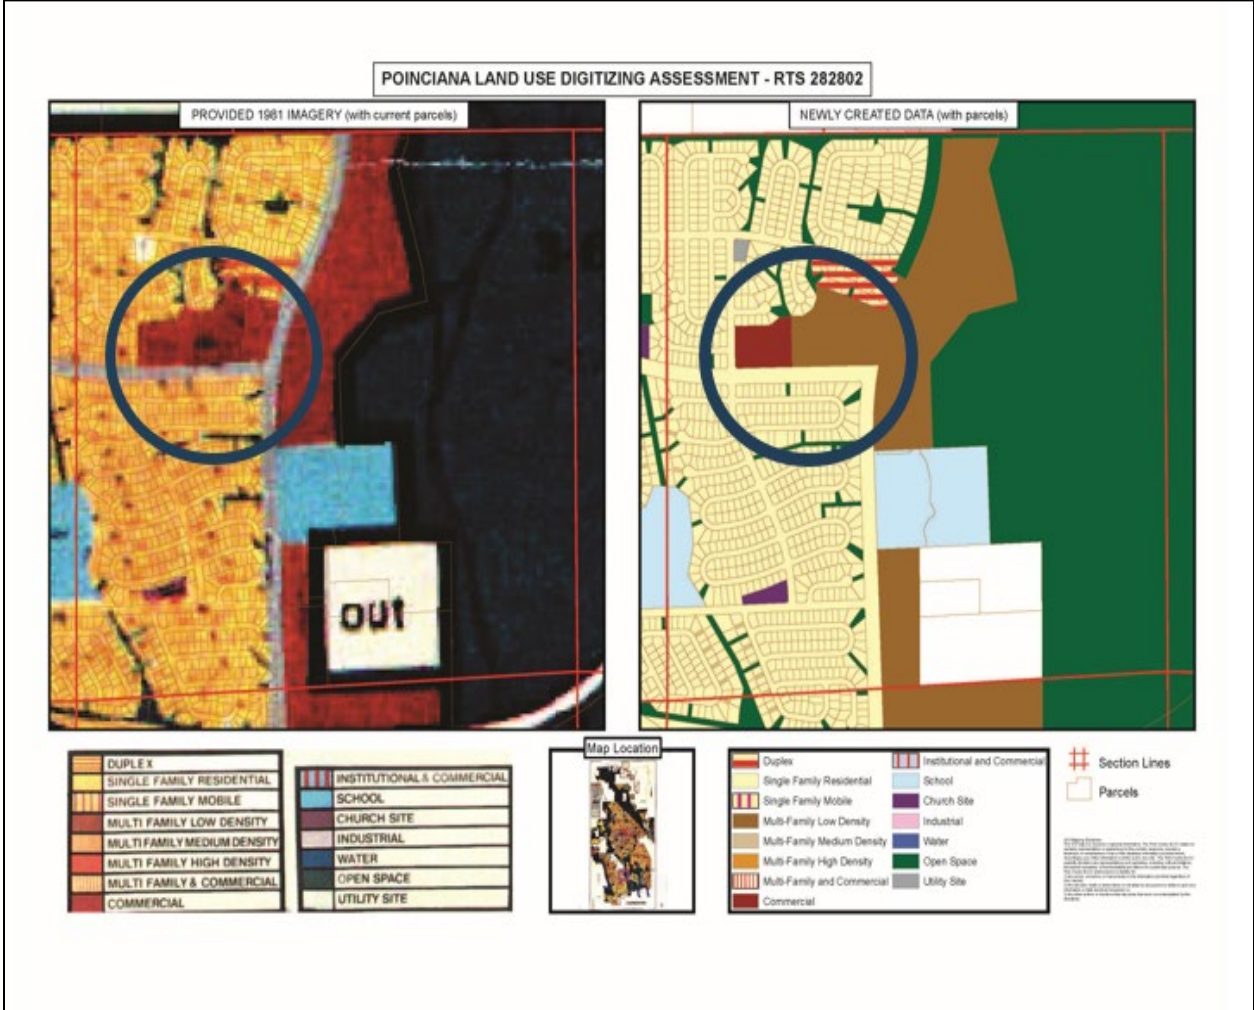 POINCIANA LAND USE DIGITIZING ASSESSMENT - RTS 282802
PROVIDED 1981 IMAGERY (with current parcels)
NEWLY CREATED DATA (with parcels)
out
DUPLEX
SINGLE FAMILY RESIDENTIAL
SINGLE FAMILY MOBILE
MULTI FAMILY LOW DENSITY
MULTI FAMILY MEDIUM DENSITY
MULTI FAMILY HIGH DENSITY
MULTI FAMILY & COMMERCIAL
COMMERCIAL
INSTITUTIONAL & COMMERCIAL
SCHOOL
CHURCH SITE
INDUSTRIAL
WATER
OPEN SPACE
UTILITY SITE
Map Location
Duplex
Single Family Residential
Single Family Mobile
Multi-Family Low Density
Multi-Family Medium Density
Multi-Family High Density
Multi-Family and Commercial
Commercial
Institutional and Commercial
School
Church Site
Industrial
Water
Open Space
Utility Site
Section Lines
Parcels